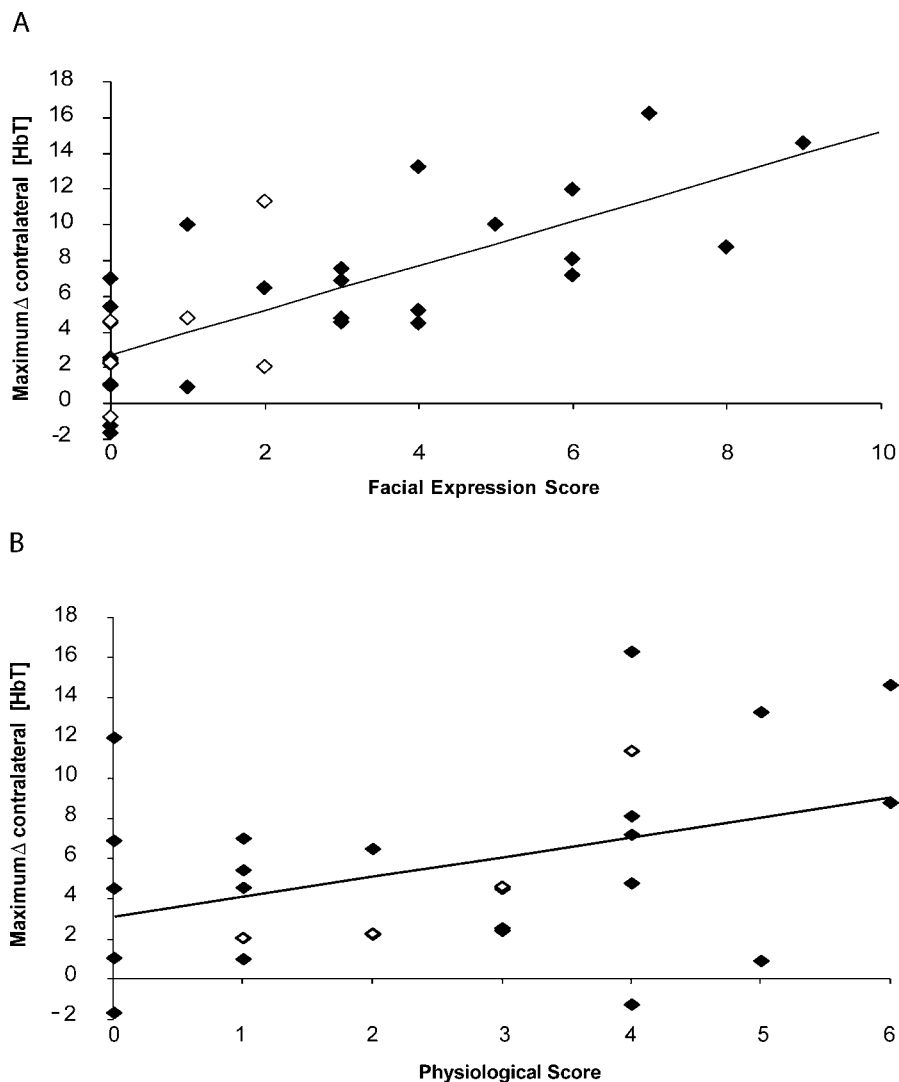 A
18
16
14
12
10
8
6
4
2
0
-2
Maximum Δ contralateral [HbT]
0 2 4 6 8 10
Facial Expression Score
B
18
16
14
12
10
8
6
4
2
0
-2
Maximum Δ contralateral [HbT]
0 1 2 3 4 5 6
Physiological Score